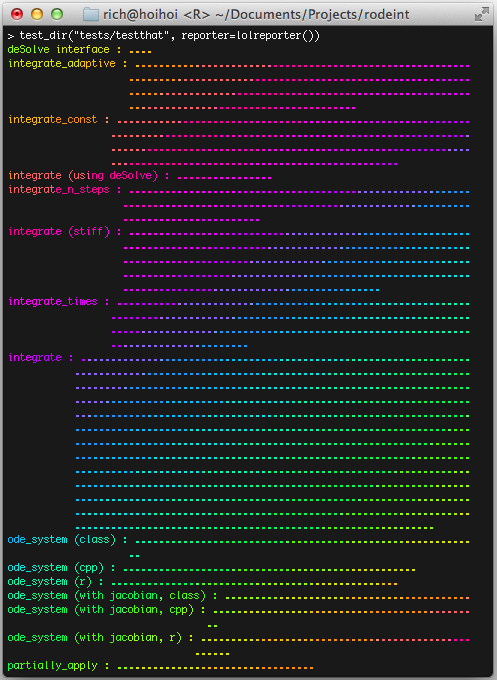 rich@hoihoi <R> ~/Documents/Projects/rodeint
> test_dir("tests/testthat", reporter=lolreporter())
deSolve interface : ....
integrate_adaptive :
integrate_const :
integrate (using deSolve) :
integrate_n_steps :
integrate (stiff) :
integrate_times :
integrate :
ode_system (class) :
ode_system (cpp) :
ode_system (r) :
ode_system (with jacobian, class) :
ode_system (with jacobian, cpp) :
ode_system (with jacobian, r) :
partially_apply :